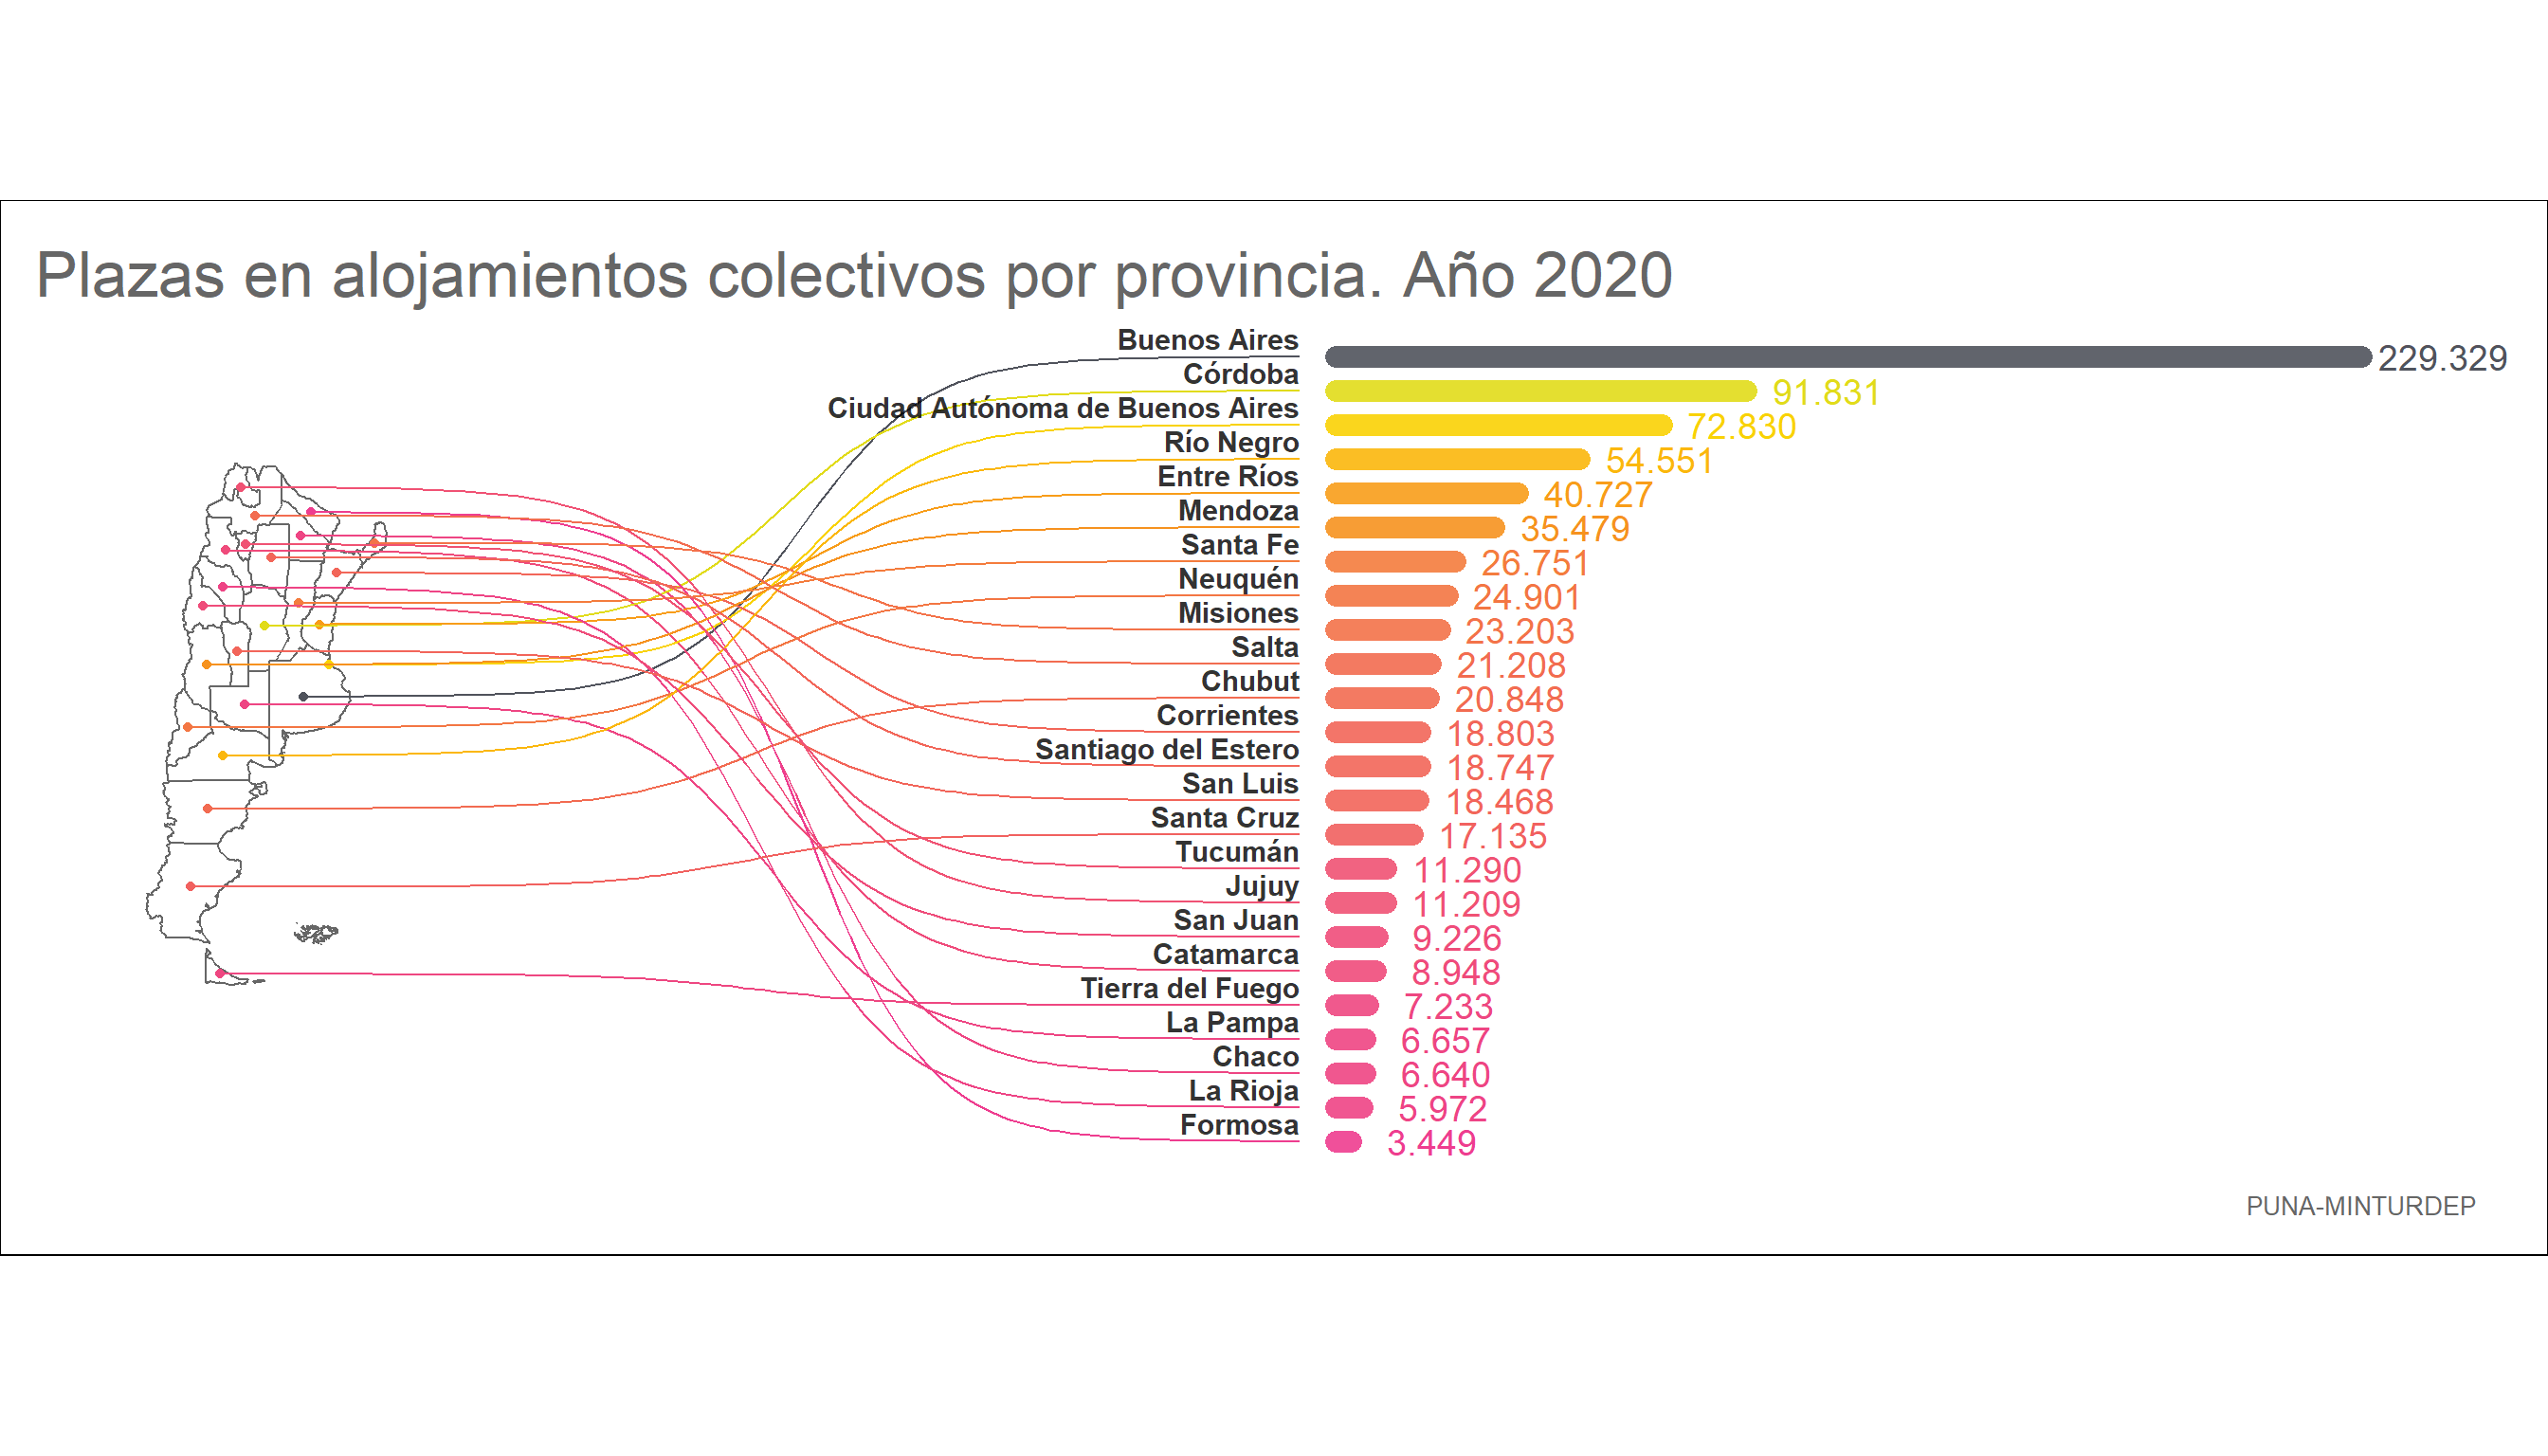 Plazas en alojamientos colectivos por provincia. Año 2020
Buenos Aires 229.329
Córdoba 91.831
Ciudad Autónoma de Buenos Aires 72.830
Río Negro 54.551
Entre Ríos 40.727
Mendoza 35.479
Santa Fe 26.751
Neuquén 24.901
Misiones 23.203
Salta 21.208
Chubut 20.848
Corrientes 18.803
Santiago del Estero 18.747
San Luis 18.468
Santa Cruz 17.135
Tucumán 11.290
Jujuy 11.209
San Juan 9.226
Catamarca 8.948
Tierra del Fuego 7.233
La Pampa 6.657
Chaco 6.640
La Rioja 5.972
Formosa 3.449
PUNA-MINTURDEP